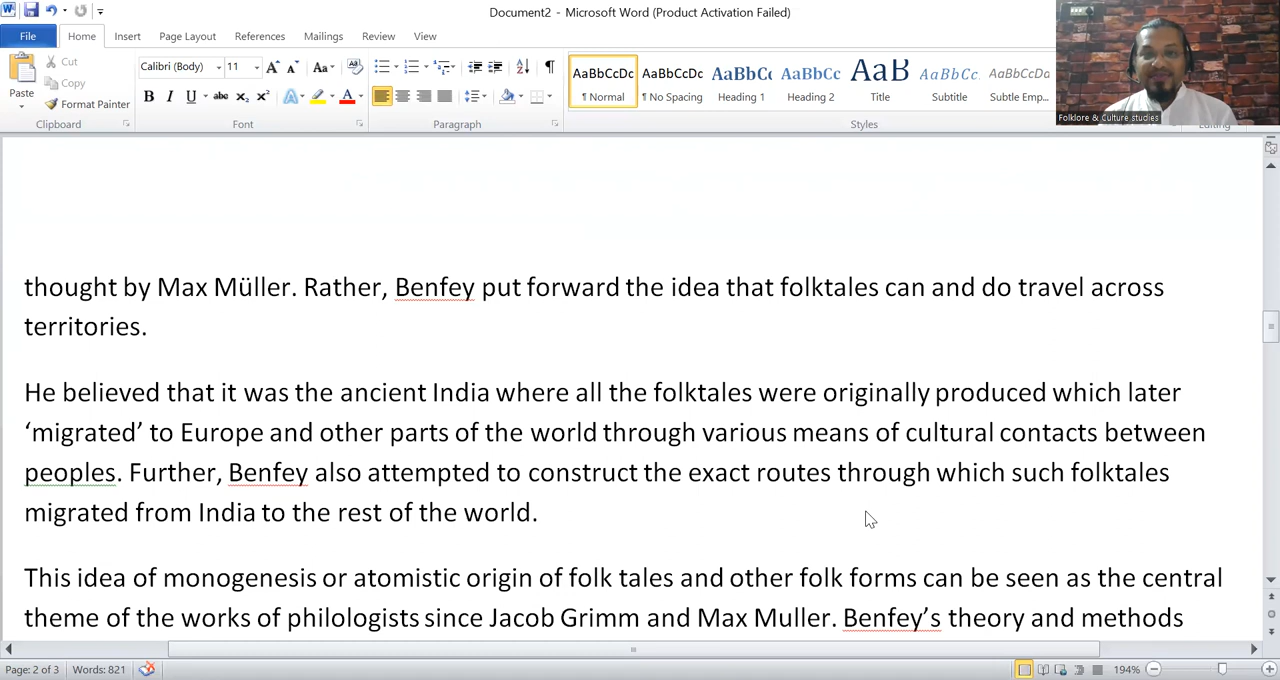 Document2 - Microsoft Word (Product Activation Failed)
File Home Insert Page Layout References Mailings Review View
Paste
Cut
Copy
Format Painter
Clipboard
Calibri (Body) 11
Font
Paragraph
AaBbCcDc AaBbCcDc AaBbC AaBbCc AaB AaBbCc. AaBbCcDc
¶ Normal ¶ No Spacing Heading 1 Heading 2 Title Subtitle Subtle Emp...
Styles
Editing
Folklore & Culture studies
thought by Max Müller. Rather, Benfey put forward the idea that folktales can and do travel across
territories.
He believed that it was the ancient India where all the folktales were originally produced which later
‘migrated’ to Europe and other parts of the world through various means of cultural contacts between
peoples. Further, Benfey also attempted to construct the exact routes through which such folktales
migrated from India to the rest of the world.
This idea of monogenesis or atomistic origin of folk tales and other folk forms can be seen as the central
theme of the works of philologists since Jacob Grimm and Max Muller. Benfey’s theory and methods
Page: 2 of 3 Words: 821 194%